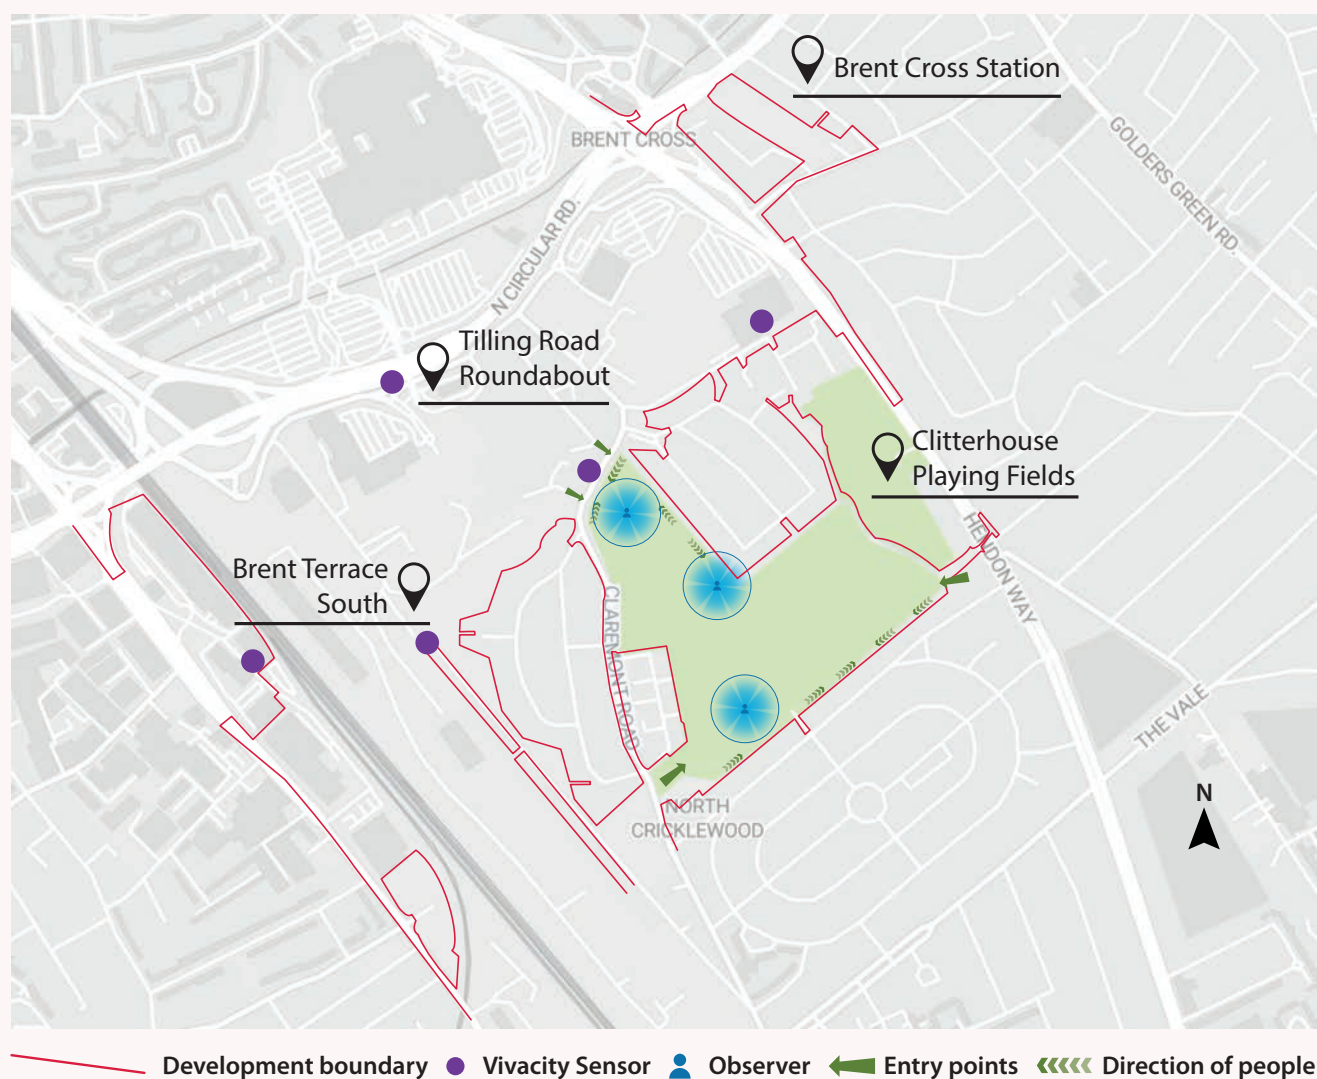 Brent Cross Station
BRENT CROSS
GOLDERS GREEN RD.
N CIRCULAR RD.
Tilling Road
Roundabout
Clitterhouse
Playing Fields
HENDON WAY
Brent Terrace
South
CLAREMONT ROAD
THE VALE
NORTH
CRICKLEWOOD
N
Development boundary Vivacity Sensor Observer Entry points Direction of people